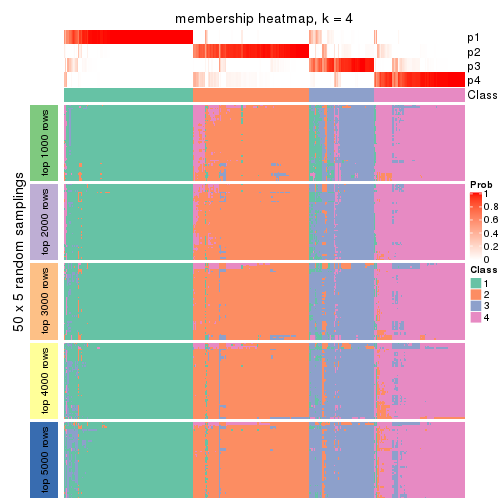 membership heatmap, k = 4
p1
p2
p3
p4
Class
50 x 5 random samplings
top 1000 rows
top 2000 rows
top 3000 rows
top 4000 rows
top 5000 rows
Prob
1
0.8
0.6
0.4
0.2
0
Class
1
2
3
4